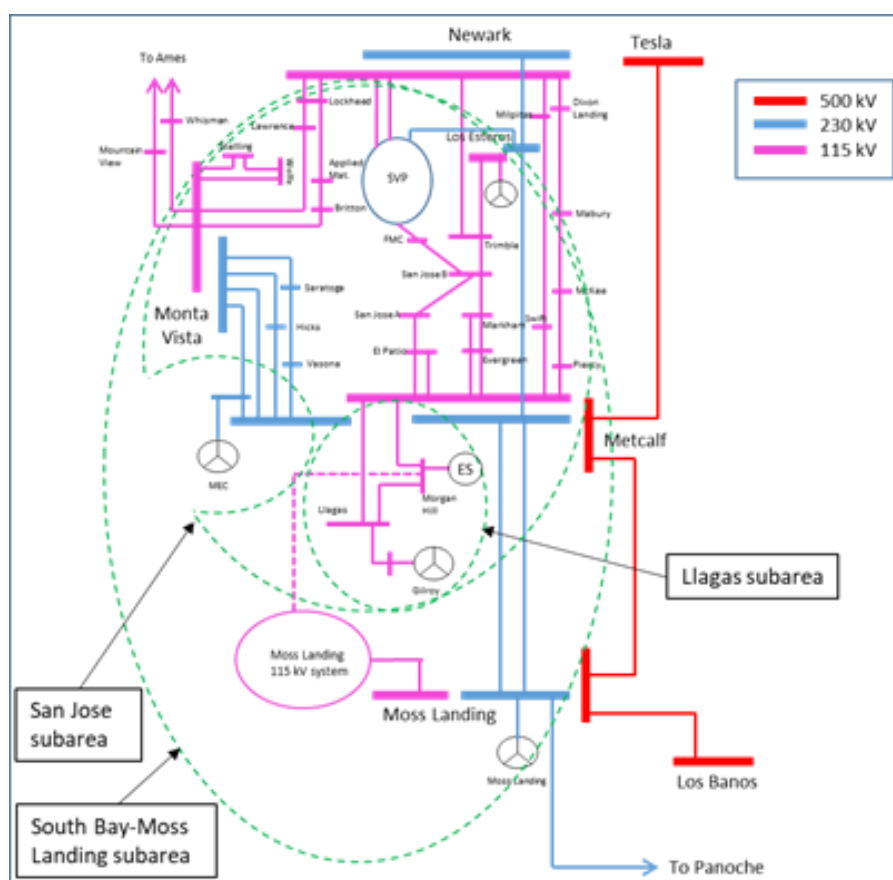 Newark
Tesla
To Ames
500 kV
230 kV
115 kV
Lockheed
Dixon
Landing
Milpitas
Whisman
Lawrence
Los Esteros
Mountain
View
Stelling
Wolfe
Applied
Mat.
SVP
Britton
Mabury
FMC
Trimble
San Jose B
Saratoga
McKee
Monta
Vista
Hicks
San Jose A
Markham
Swift
El Patio
Evergreen
Vasona
Piercy
Metcalf
MEC
ES
Morgan
Hill
Llagas
Llagas subarea
Gilroy
Moss Landing
115 kV system
San Jose
subarea
Moss Landing
Moss Landing
Los Banos
South Bay-Moss
Landing subarea
To Panoche